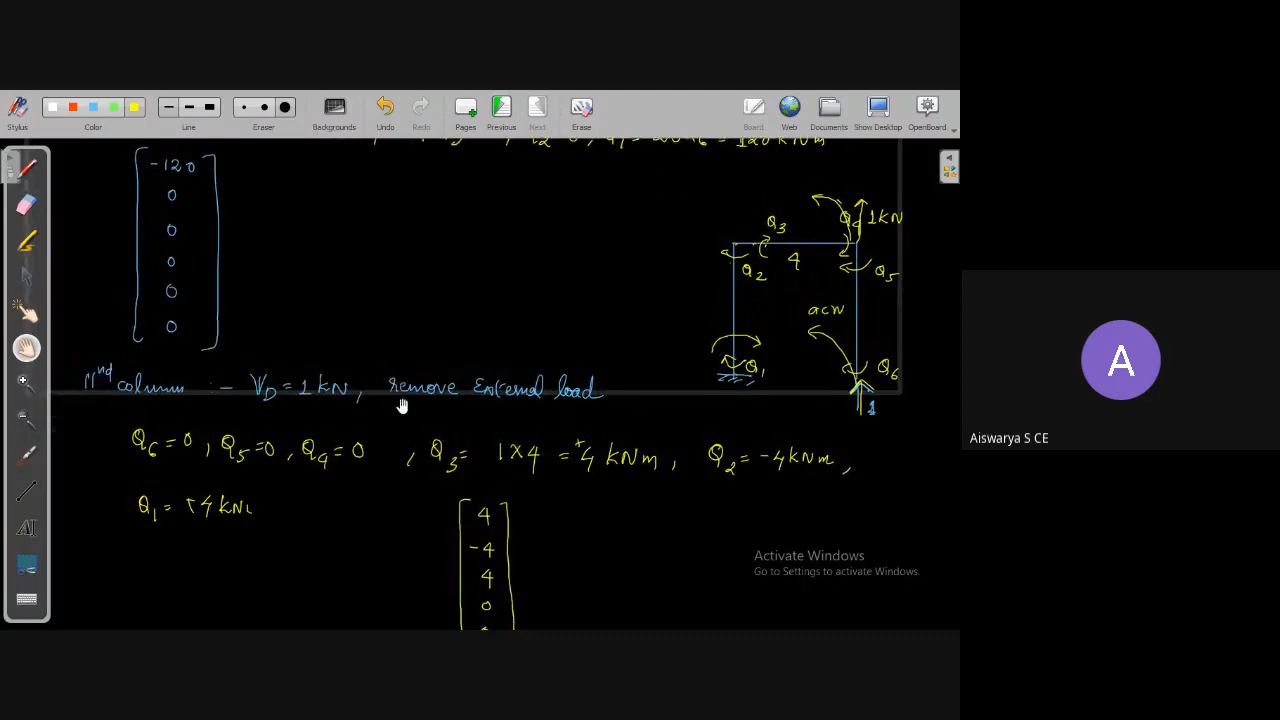 Stylus
Color
Line
Eraser
Backgrounds
Undo
Redo
Pages
Previous
Next
Erase
Board
Web
Documents
Show Desktop
OpenBoard
= 120 kNm
-120
0
0
0
0
0
Q3
Q4
1KN
Q2
4
Q5
acw
Q1
Q6
1
IInd column :- VD = 1 KN, remove External load
Q6 = 0, Q5 = 0, Q4 = 0, Q3 = 1×4 = +4 kNm, Q2 = -4 kNm,
Q1 = +4 kN
4
-4
4
0
Activate Windows
Go to Settings to activate Windows.
A
Aiswarya S CE
AI